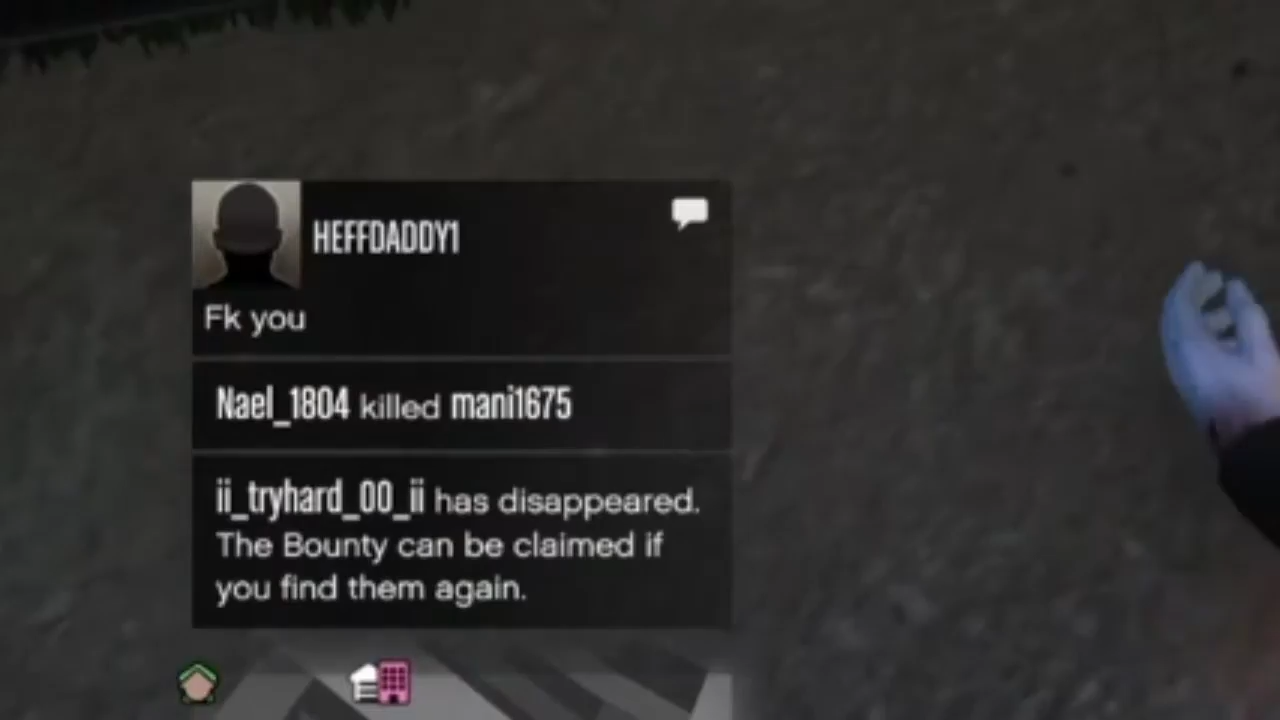 HEFFDADDY1
Fk you
Nael_1804 killed mani1675
ii_tryhard_00_ii has disappeared.
The Bounty can be claimed if
you find them again.